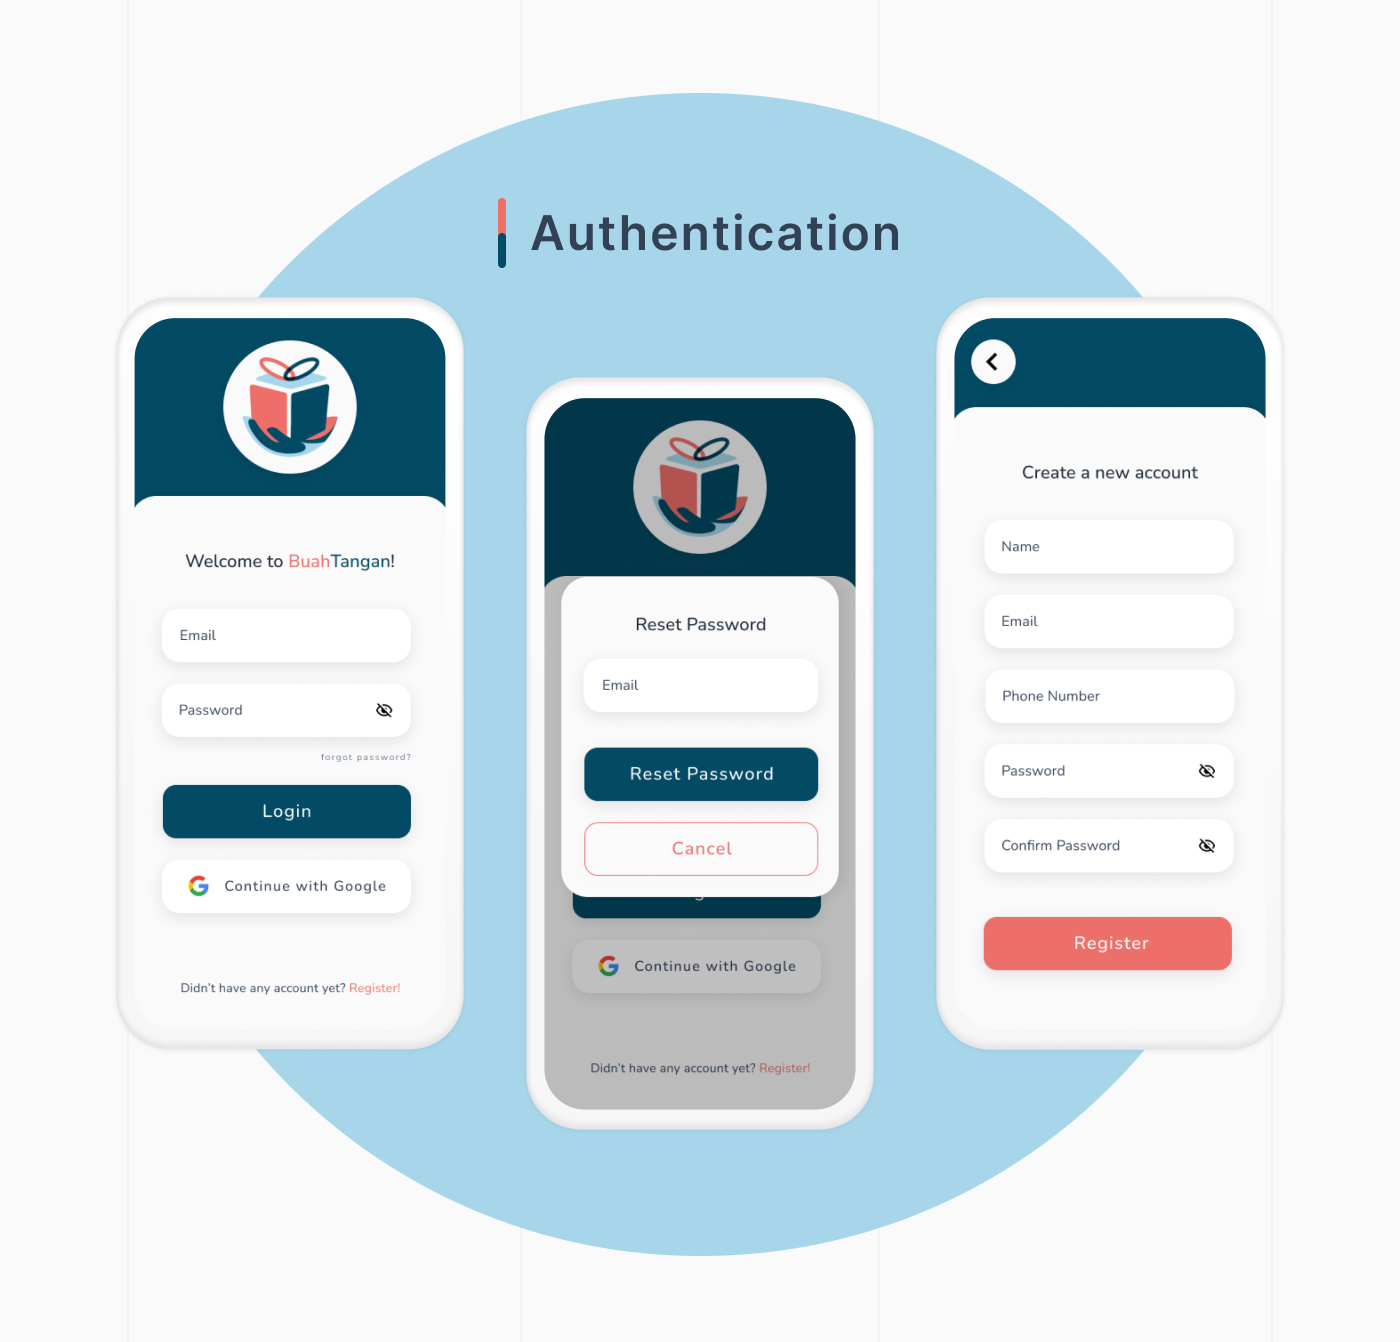 Authentication
Welcome to BuahTangan!
Email
Password
forgot password?
Login
Continue with Google
Didn't have any account yet? Register!
Reset Password
Email
Reset Password
Cancel
Continue with Google
Didn't have any account yet? Register!
Create a new account
Name
Email
Phone Number
Password
Confirm Password
Register